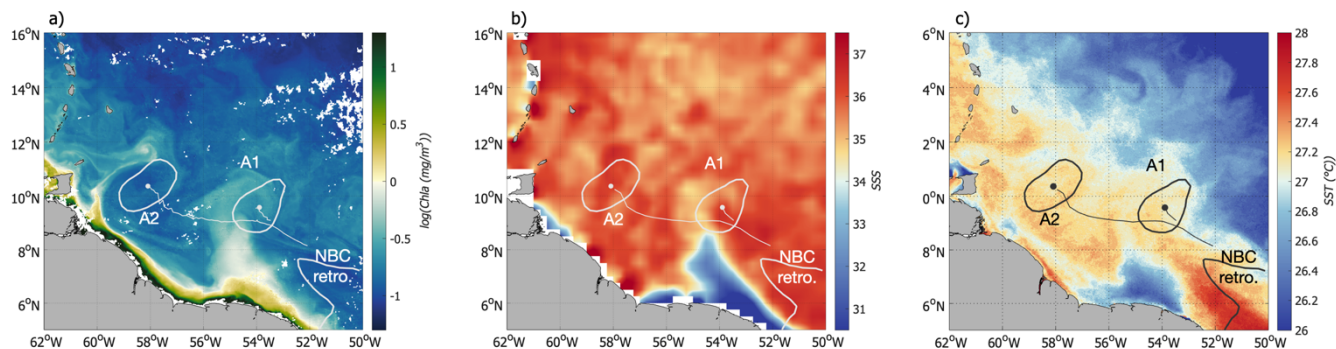 a)
16°N
14°N
12°N
10°N
8°N
6°N
62°W 60°W 58°W 56°W 54°W 52°W 50°W
A1
A2
NBC
retro.
1
0.5
0
-0.5
-1
log(Chla (mg/m³))
b)
16°N
14°N
12°N
10°N
8°N
6°N
62°W 60°W 58°W 56°W 54°W 52°W 50°W
A1
A2
NBC
retro.
37
36
35
34
33
32
31
SSS
c)
16°N
14°N
2°N
0°N
8°N
6°N
62°W 60°W 58°W 56°W 54°W 52°W 50°W
A1
A2
NBC
retro.
28
27.8
27.6
27.4
27.2
27
26.8
26.6
26.4
26.2
26
SST (°C)